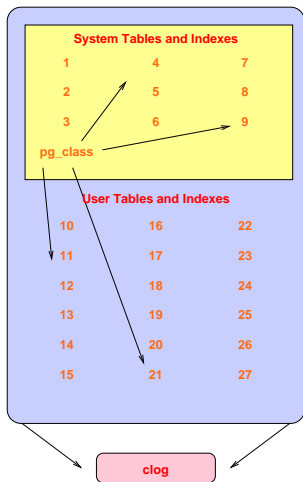 System Tables and Indexes
1 4 7
2 5 8
3 6 9
pg_class
User Tables and Indexes
10 16 22
11 17 23
12 18 24
13 19 25
14 20 26
15 21 27
clog